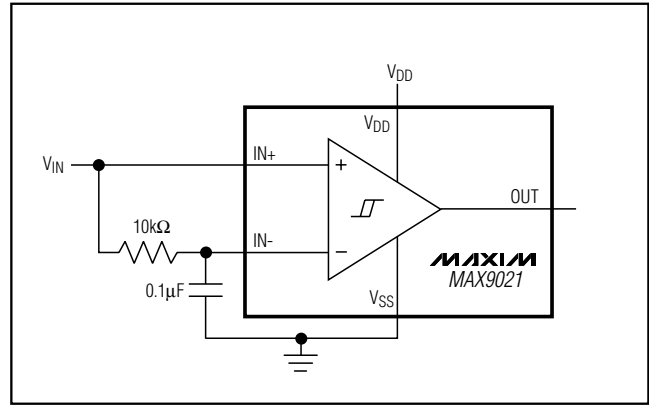 V_DD
V_DD
V_IN
IN+
+
OUT
10kΩ
IN-
−
0.1µF
MAXIM
MAX9021
V_SS